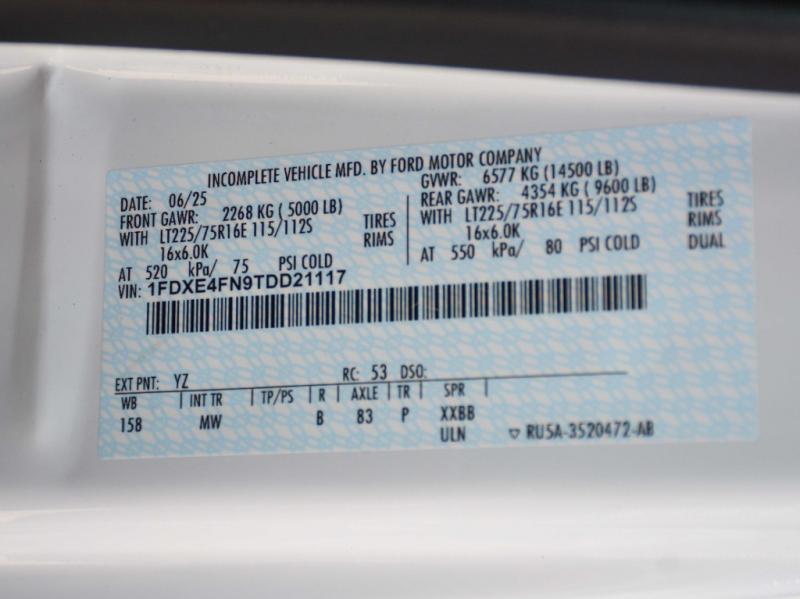 INCOMPLETE VEHICLE MFD. BY FORD MOTOR COMPANY
DATE: 06/25
FRONT GAWR: 2268 KG ( 5000 LB)
WITH LT225/75R16E 115/112S TIRES
16x6.0K RIMS
AT 520 kPa/ 75 PSI COLD
GVWR: 6577 KG (14500 LB)
REAR GAWR: 4354 KG ( 9600 LB)
WITH LT225/75R16E 115/112S TIRES
16x6.0K RIMS
AT 550 kPa/ 80 PSI COLD DUAL
VIN: 1FDXE4FN9TDD21117
EXT PNT: YZ RC: 53 DSO:
WB INT TR TP/PS R AXLE TR SPR
158 MW B 83 P XXBB
ULN ▽ RU5A-3520472-AB